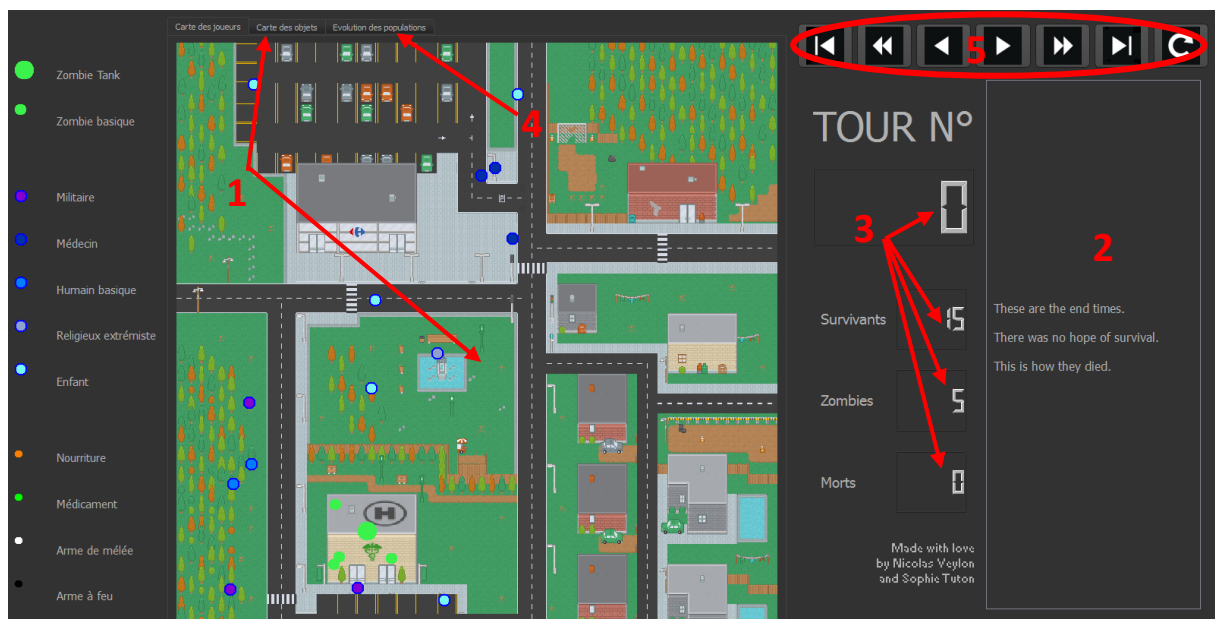 Carte des joueurs
Carte des objets
Evolution des populations
Zombie Tank
Zombie basique
Militaire
Médecin
Humain basique
Religieux extrémiste
Enfant
Nourriture
Médicament
Arme de mélée
Arme à feu
1
4
H
5
TOUR N°
0
3
2
Survivants
15
Zombies
5
Morts
0
These are the end times.
There was no hope of survival.
This is how they died.
Made with love
by Nicolas Veylon
and Sophie Tuton